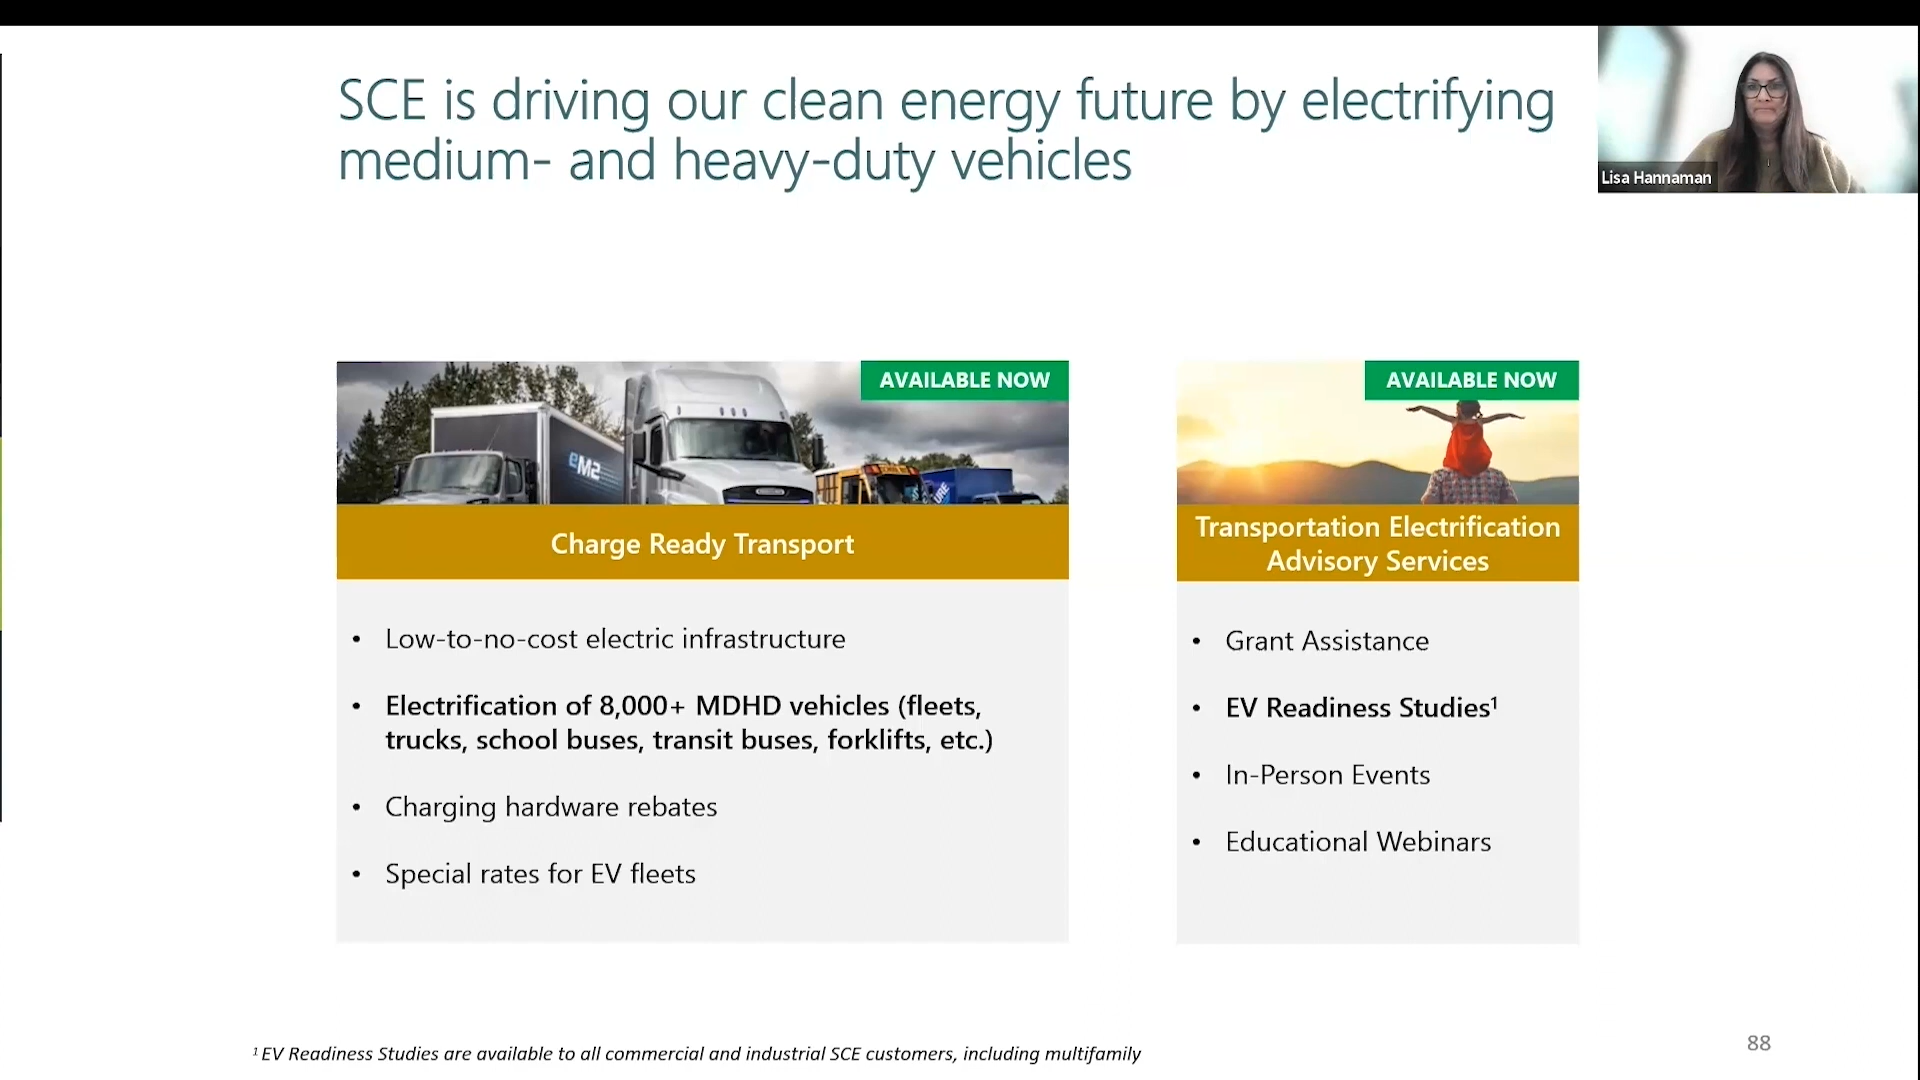 SCE is driving our clean energy future by electrifying
medium- and heavy-duty vehicles
Lisa Hannaman
AVAILABLE NOW
eM2
Charge Ready Transport
• Low-to-no-cost electric infrastructure
• Electrification of 8,000+ MDHD vehicles (fleets,
trucks, school buses, transit buses, forklifts, etc.)
• Charging hardware rebates
• Special rates for EV fleets
AVAILABLE NOW
Transportation Electrification
Advisory Services
• Grant Assistance
• EV Readiness Studies¹
• In-Person Events
• Educational Webinars
¹ EV Readiness Studies are available to all commercial and industrial SCE customers, including multifamily
88